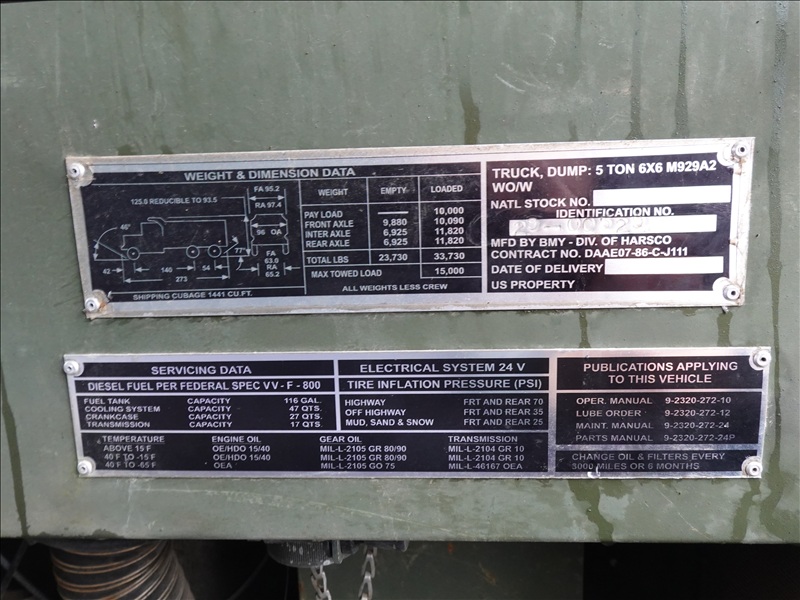 WEIGHT & DIMENSION DATA
125.0 REDUCIBLE TO 93.5
FA 95.2
RA 97.4
46°
96 OA
77°
42
140
54
273
FA
63.0
RA
65.2
SHIPPING CUBAGE 1441 CU.FT.
WEIGHT EMPTY LOADED
PAY LOAD — 10,000
FRONT AXLE 9,880 10,090
INTER AXLE 6,925 11,820
REAR AXLE 6,925 11,820
TOTAL LBS 23,730 33,730
MAX TOWED LOAD 15,000
ALL WEIGHTS LESS CREW
TRUCK, DUMP: 5 TON 6X6 M929A2
WO/W
NATL STOCK NO.
IDENTIFICATION NO.
MFD BY BMY - DIV. OF HARSCO
CONTRACT NO. DAAE07-86-C-J111
DATE OF DELIVERY
US PROPERTY
SERVICING DATA
DIESEL FUEL PER FEDERAL SPEC VV - F - 800
FUEL TANK CAPACITY 116 GAL.
COOLING SYSTEM CAPACITY 47 QTS.
CRANKCASE CAPACITY 27 QTS.
TRANSMISSION CAPACITY 17 QTS.
ELECTRICAL SYSTEM 24 V
TIRE INFLATION PRESSURE (PSI)
HIGHWAY FRT AND REAR 70
OFF HIGHWAY FRT AND REAR 35
MUD, SAND & SNOW FRT AND REAR 25
TEMPERATURE ENGINE OIL GEAR OIL TRANSMISSION
ABOVE 15 F OE/HDO 15/40 MIL-L-2105 GR 80/90 MIL-L-2104 GR 10
40 F TO -15 F OE/HDO 15/40 MIL-L-2105 GR 80/90 MIL-L-2104 GR 10
40 F TO -65 F OEA MIL-L-2105 GO 75 MIL-L-46167 OEA
PUBLICATIONS APPLYING
TO THIS VEHICLE
OPER. MANUAL 9-2320-272-10
LUBE ORDER 9-2320-272-12
MAINT. MANUAL 9-2320-272-24
PARTS MANUAL 9-2320-272-24P
CHANGE OIL & FILTERS EVERY
3000 MILES OR 6 MONTHS